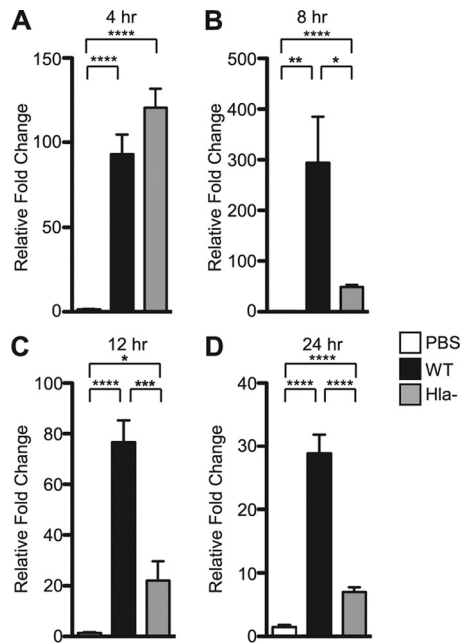 A
4 hr
****
****
Relative Fold Change
150
100
50
0
B
8 hr
****
**
*
Relative Fold Change
500
400
300
200
100
50
0
C
12 hr
*
****
***
Relative Fold Change
100
80
60
40
20
0
D
24 hr
****
****
****
Relative Fold Change
40
30
20
10
0
PBS
WT
Hla-